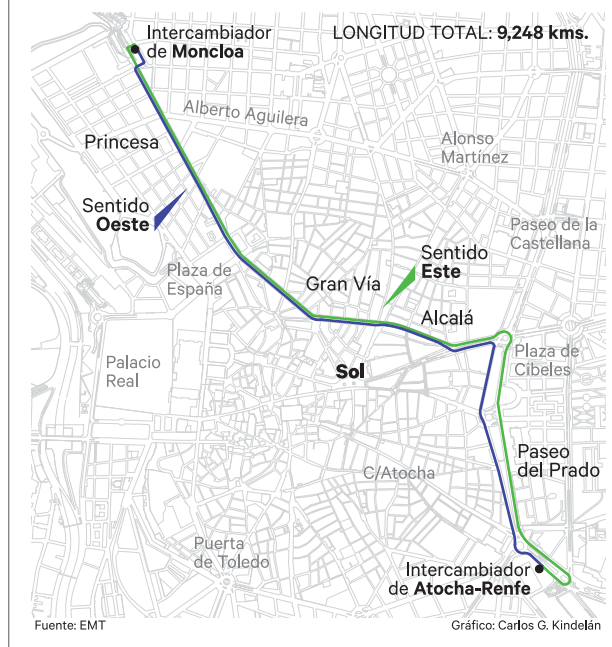 Intercambiador
de Moncloa
LONGITUD TOTAL: 9,248 kms.
Alberto Aguilera
Princesa
Alonso
Martínez
Sentido
Oeste
Paseo de la
Castellana
Plaza de
España
Sentido
Este
Gran Vía
Alcalá
Palacio
Real
Sol
Plaza de
Cibeles
C/Atocha
Paseo
del Prado
Puerta
de Toledo
Intercambiador
de Atocha-Renfe
Fuente: EMT
Gráfico: Carlos G. Kindelán